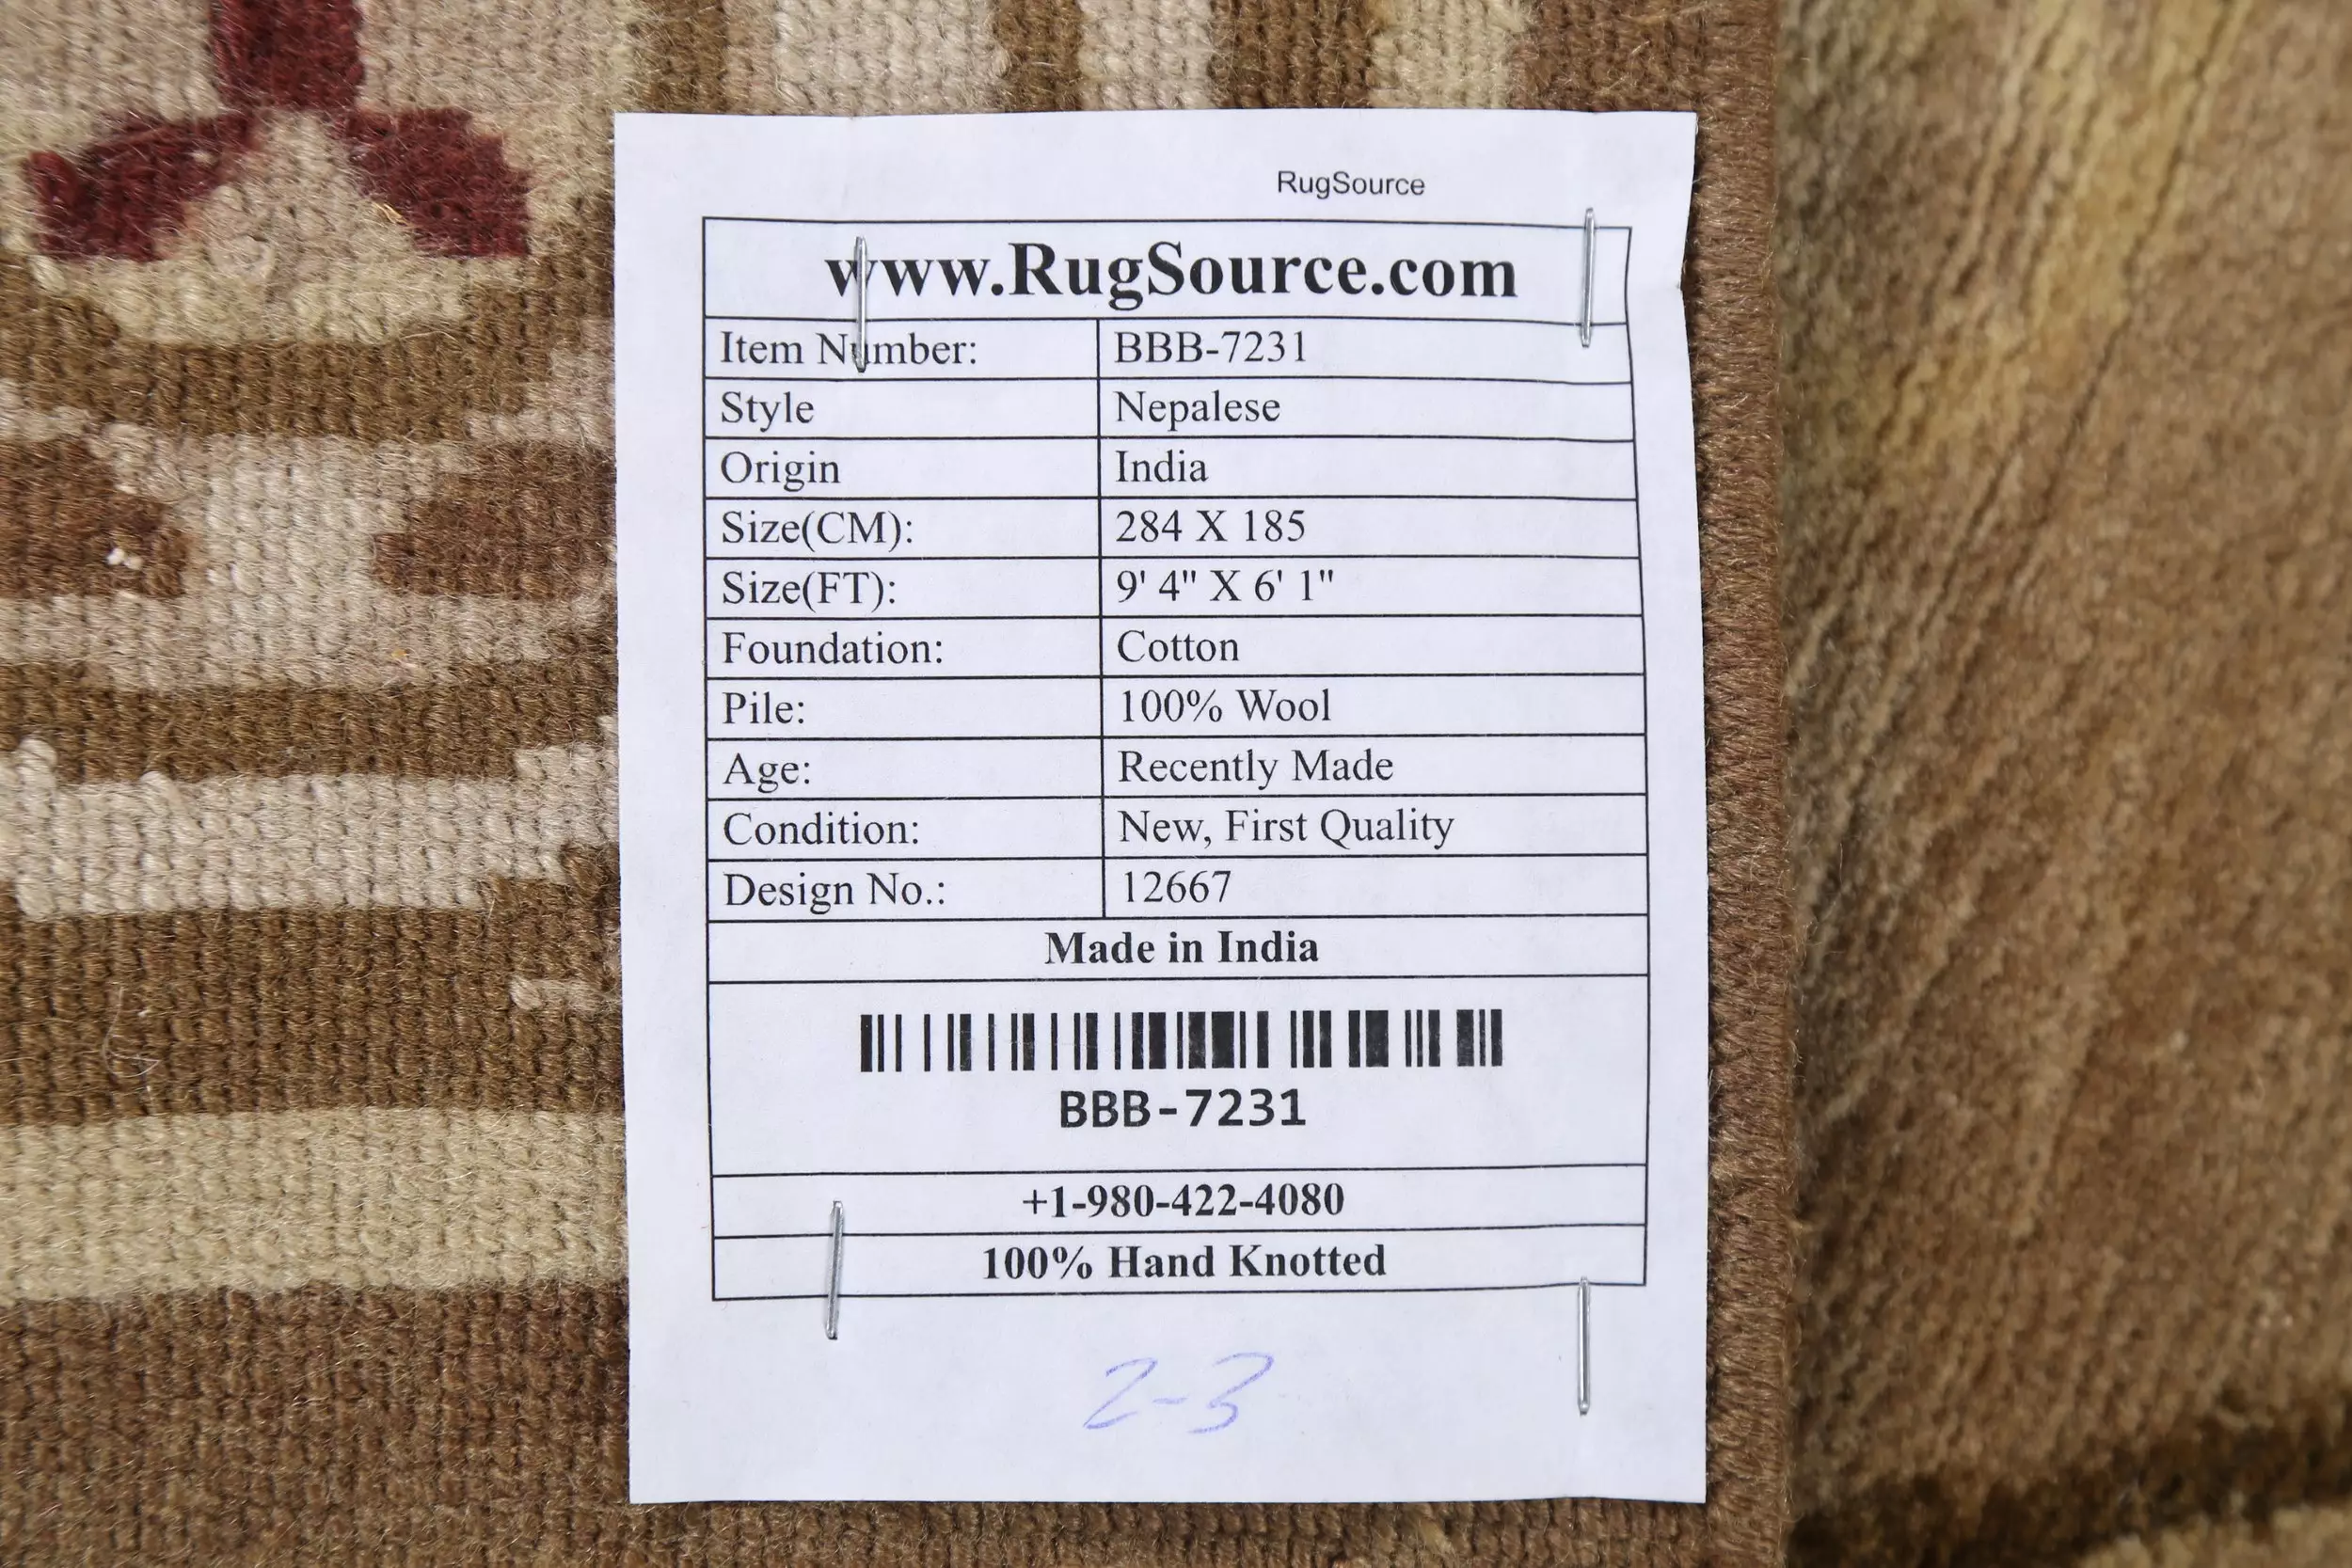 RugSource
www.RugSource.com
Item Number: BBB-7231
Style Nepalese
Origin India
Size(CM): 284 X 185
Size(FT): 9' 4" X 6' 1"
Foundation: Cotton
Pile: 100% Wool
Age: Recently Made
Condition: New, First Quality
Design No.: 12667
Made in India
BBB-7231
+1-980-422-4080
100% Hand Knotted
2-3